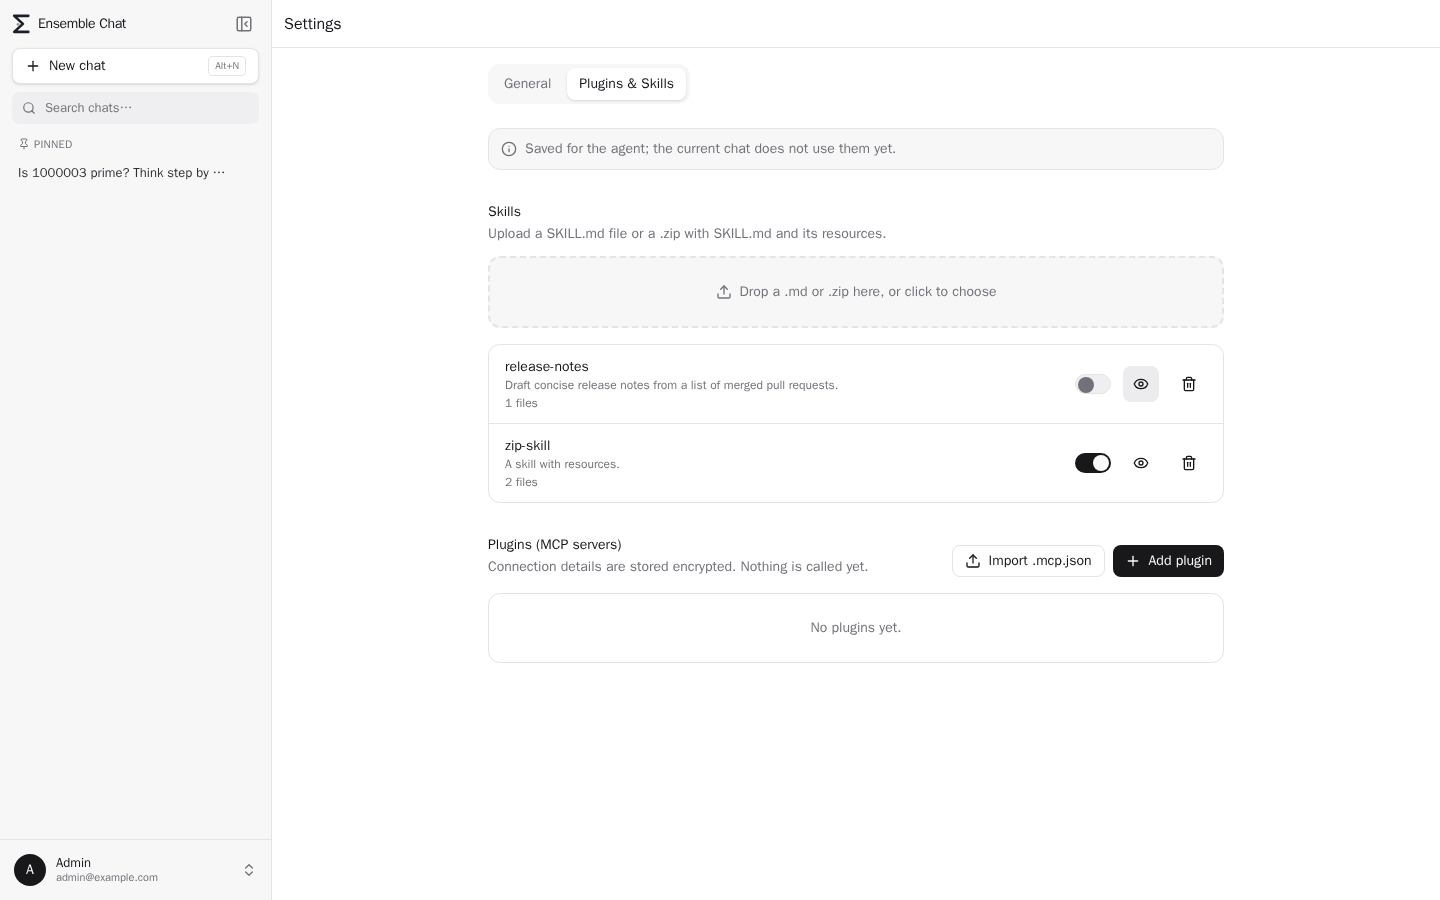 Ensemble Chat
Settings
New chat
Alt+N
Search chats…
PINNED
Is 1000003 prime? Think step by …
General
Plugins & Skills
Saved for the agent; the current chat does not use them yet.
Skills
Upload a SKILL.md file or a .zip with SKILL.md and its resources.
Drop a .md or .zip here, or click to choose
release-notes
Draft concise release notes from a list of merged pull requests.
1 files
zip-skill
A skill with resources.
2 files
Plugins (MCP servers)
Connection details are stored encrypted. Nothing is called yet.
Import .mcp.json
Add plugin
No plugins yet.
A
Admin
admin@example.com